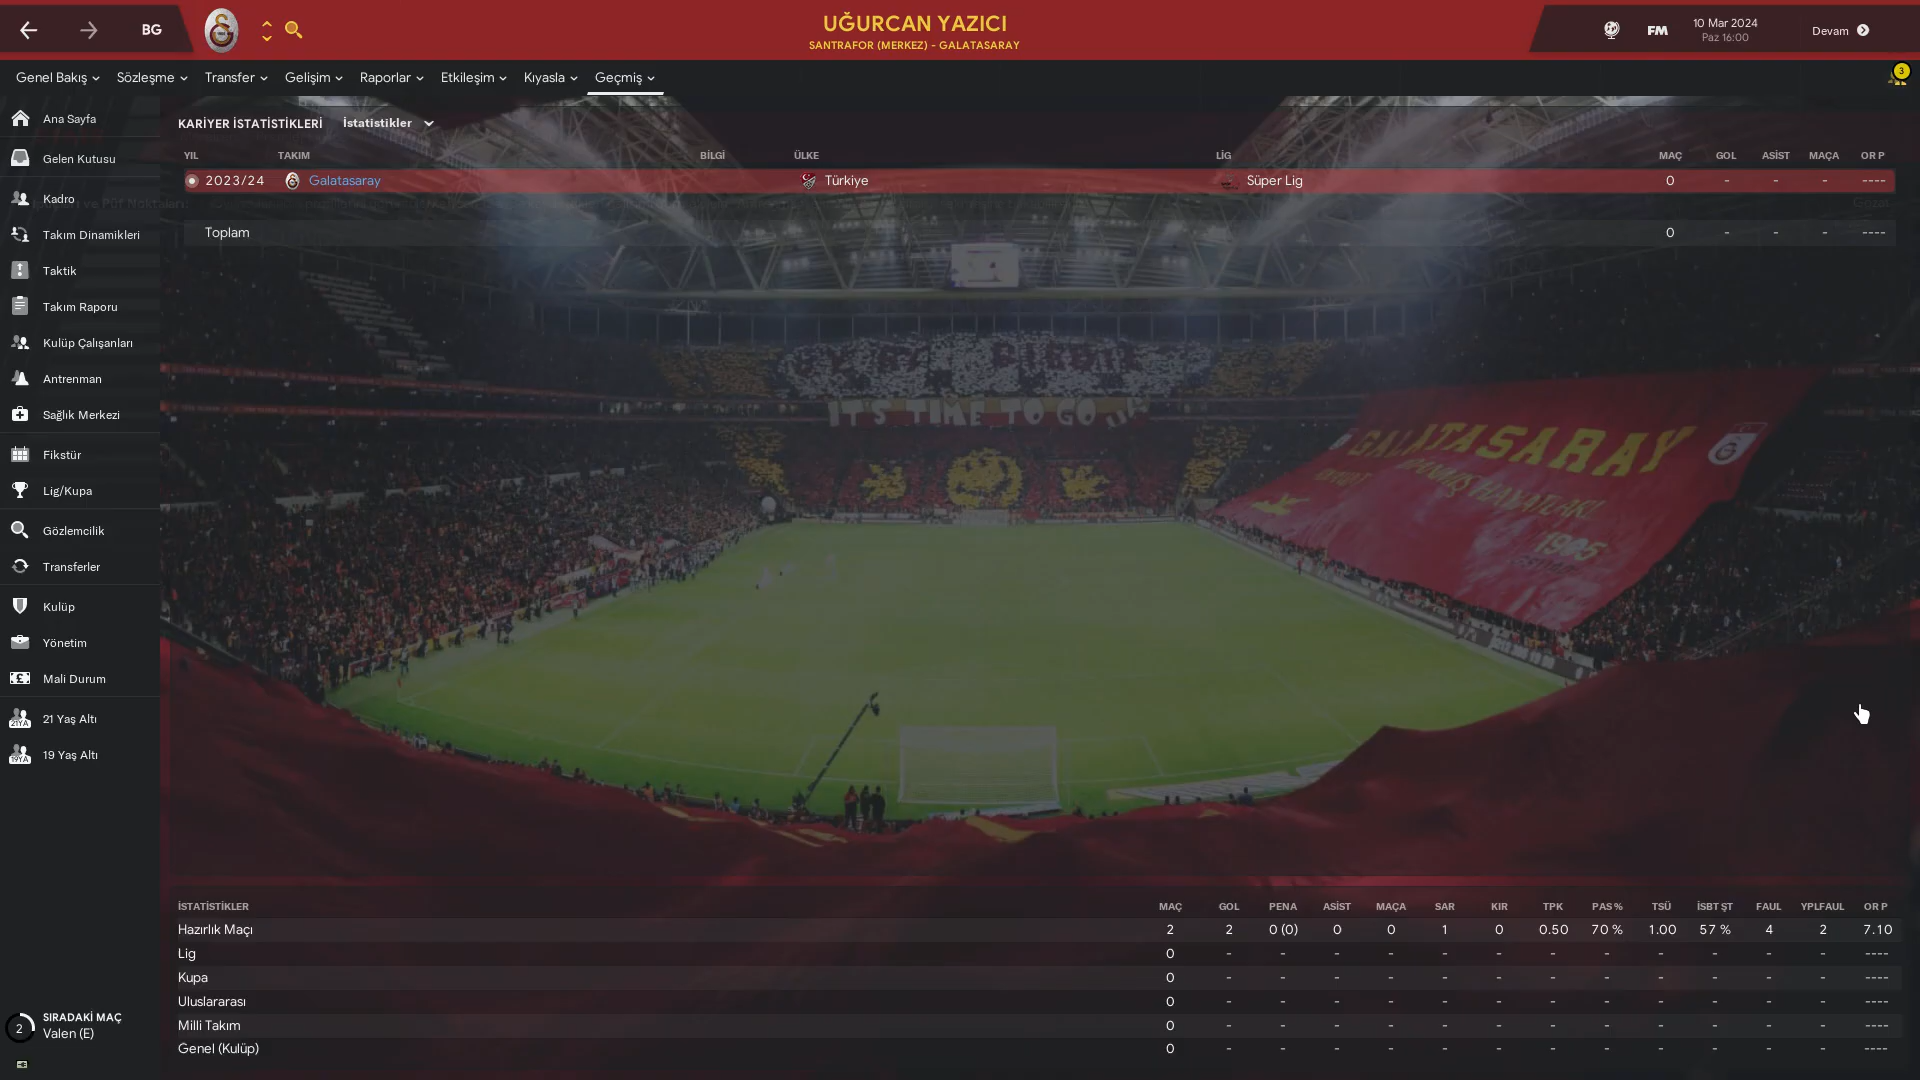 BG
UĞURCAN YAZICI
SANTRAFOR (MERKEZ) - GALATASARAY
FM
10 Mar 2024
Paz 16:00
Devam
Genel Bakış
Sözleşme
Transfer
Gelişim
Raporlar
Etkileşim
Kıyasla
Geçmiş
3
Ana Sayfa
Gelen Kutusu
Kadro
Takım Dinamikleri
Taktik
Takım Raporu
Kulüp Çalışanları
Antrenman
Sağlık Merkezi
Fikstür
Lig/Kupa
Gözlemcilik
Transferler
Kulüp
Yönetim
Mali Durum
21YA
21 Yaş Altı
19YA
19 Yaş Altı
2
SIRADAKİ MAÇ
Valen (E)
KARİYER İSTATİSTİKLERİ İstatistikler
YIL TAKIM BİLGİ ÜLKE LİG MAÇ GOL ASİST MAÇA OR P
2023/24 Galatasaray Türkiye Süper Lig 0 - - - ----
Toplam 0 - - - ----
IT'S TIME TO GO
GALATASARAY
İSTATİSTİKLER MAÇ GOL PENA ASİST MAÇA SAR KIR TPK PAS % TSÜ İSBT ŞT FAUL YPLFAUL OR P
Hazırlık Maçı 2 2 0 (0) 0 0 1 0 0.50 70 % 1.00 57 % 4 2 7.10
Lig 0 - - - - - - - - - - - - ----
Kupa 0 - - - - - - - - - - - - ----
Uluslararası 0 - - - - - - - - - - - - ----
Milli Takım 0 - - - - - - - - - - - - ----
Genel (Kulüp) 0 - - - - - - - - - - - - ----